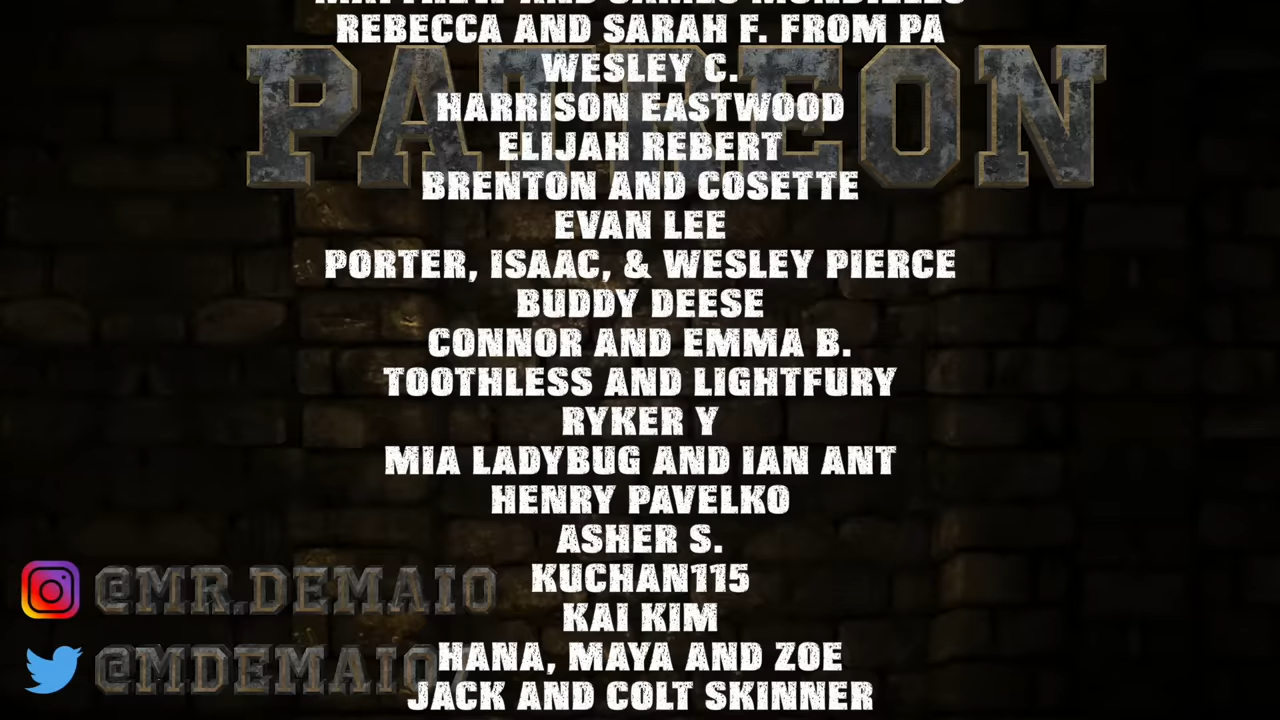 REBECCA AND SARAH F. FROM PA
PATREON
WESLEY C.
HARRISON EASTWOOD
ELIJAH REBERT
BRENTON AND COSETTE
EVAN LEE
PORTER, ISAAC, & WESLEY PIERCE
BUDDY DEESE
CONNOR AND EMMA B.
TOOTHLESS AND LIGHTFURY
RYKER Y
MIA LADYBUG AND IAN ANT
HENRY PAVELKO
ASHER S.
KUCHAN115
@MR.DEMAIO
KAI KIM
HANA, MAYA AND ZOE
JACK AND COLT SKINNER